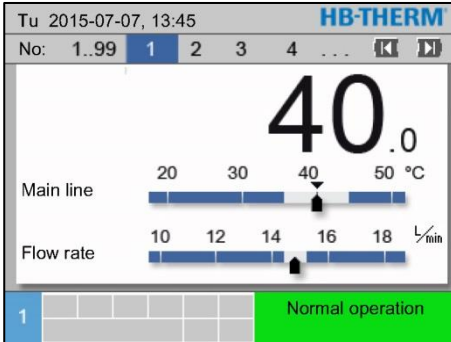 Tu 2015-07-07, 13:45 HB-THERM
No: 1..99 1 2 3 4 ...
40.0
20 30 40 50 °C
Main line
10 12 14 16 18 L/min
Flow rate
1 Normal operation